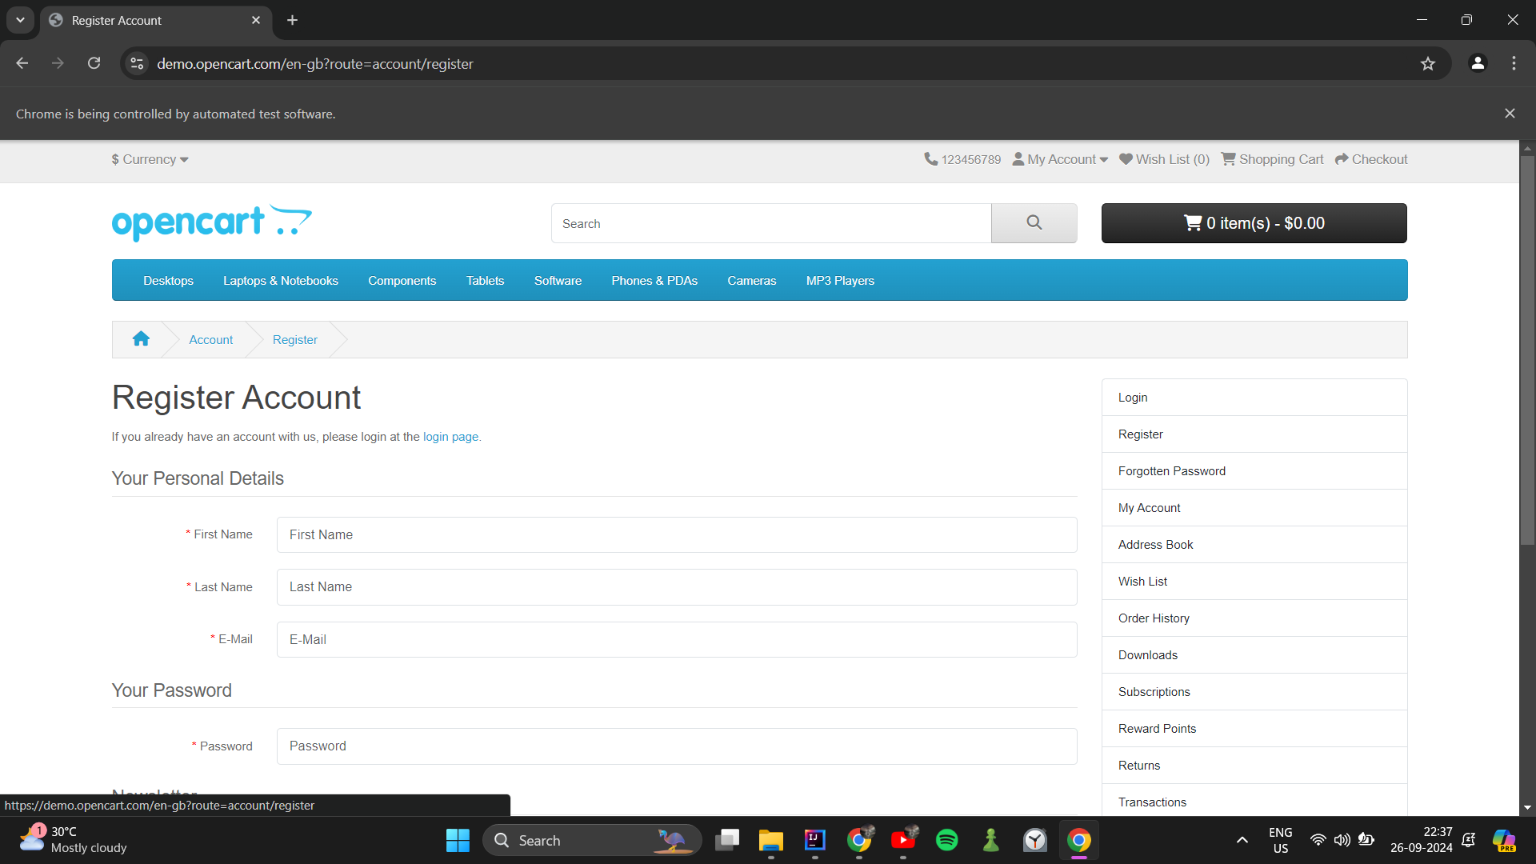 Register Account
demo.opencart.com/en-gb?route=account/register
Chrome is being controlled by automated test software.
$ Currency
123456789 My Account Wish List (0) Shopping Cart Checkout
opencart
Search
0 item(s) - $0.00
Desktops Laptops & Notebooks Components Tablets Software Phones & PDAs Cameras MP3 Players
Account Register
Register Account
If you already have an account with us, please login at the login page.
Your Personal Details
* First Name First Name
* Last Name Last Name
* E-Mail E-Mail
Your Password
* Password Password
Newsletter
Login
Register
Forgotten Password
My Account
Address Book
Wish List
Order History
Downloads
Subscriptions
Reward Points
Returns
Transactions
https://demo.opencart.com/en-gb?route=account/register
1
30°C
Mostly cloudy
Search
IJ
ENG
US
22:37
26-09-2024
PRE